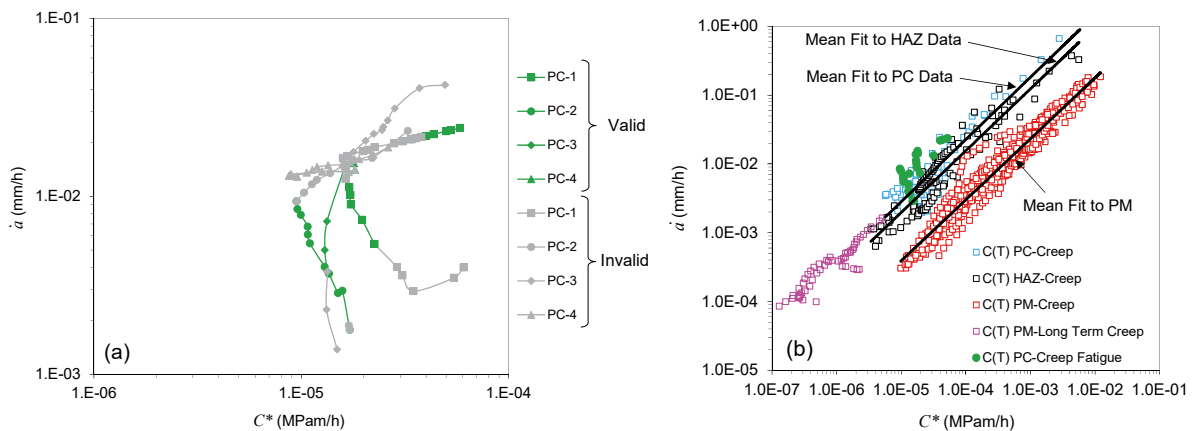 1.E-01
1.E-02
1.E-03
ȧ (mm/h)
(a)
1.E-06
1.E-05
1.E-04
C* (MPam/h)
PC-1
PC-2
PC-3
PC-4
Valid
PC-1
PC-2
PC-3
PC-4
Invalid
(b)
1.0E+00
1.0E-01
1.0E-02
1.0E-03
1.0E-04
1.0E-05
ȧ (mm/h)
Mean Fit to HAZ Data
Mean Fit to PC Data
Mean Fit to PM
C(T) PC-Creep
C(T) HAZ-Creep
C(T) PM-Creep
C(T) PM-Long Term Creep
C(T) PC-Creep Fatigue
1.0E-07 1.0E-06 1.0E-05 1.0E-04 1.0E-03 1.0E-02 1.0E-01
C* (MPam/h)